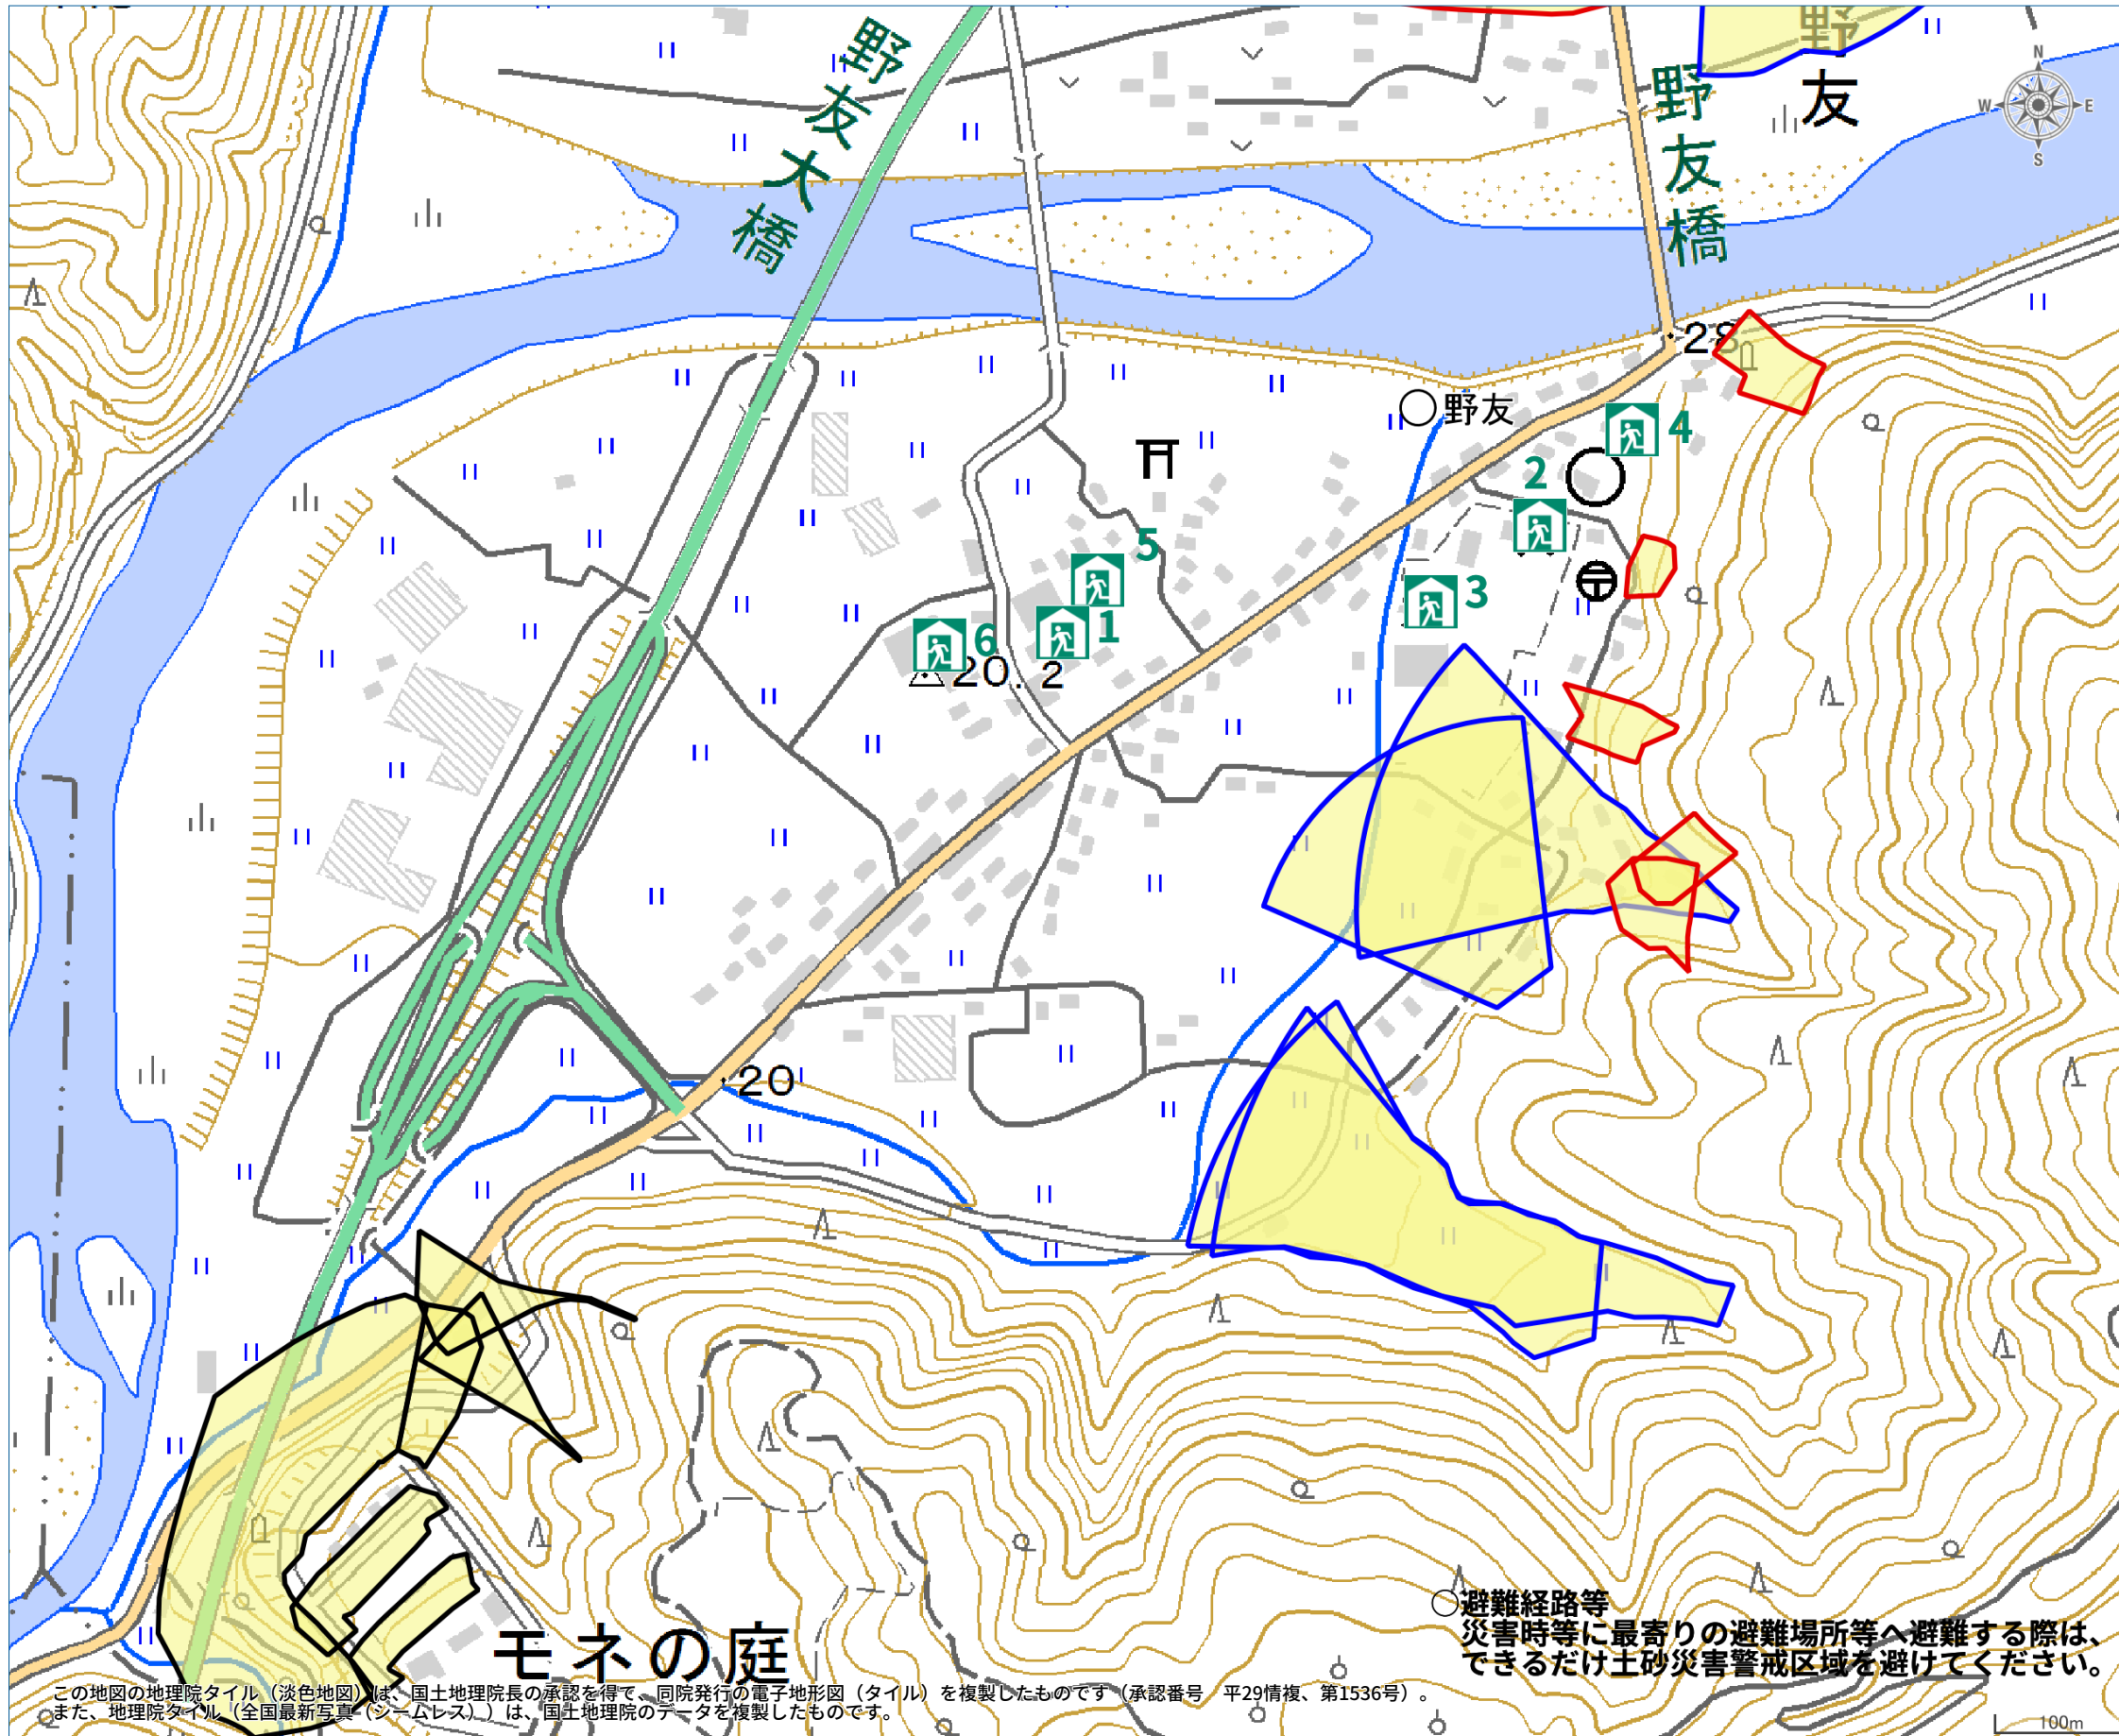 野友大橋
野友橋
野友
N
W
E
S
28
野友
4
2
3
5
1
6
20.2
20
モネの庭
○避難経路等
災害時等に最寄りの避難場所等へ避難する際は、
できるだけ土砂災害警戒区域を避けてください。
この地図の地理院タイル（淡色地図）は、国土地理院長の承認を得て、同院発行の電子地形図（タイル）を複製したものです（承認番号　平29情複、第1536号）。
また、地理院タイル（全国最新写真（シームレス））は、国土地理院のデータを複製したものです。
100m